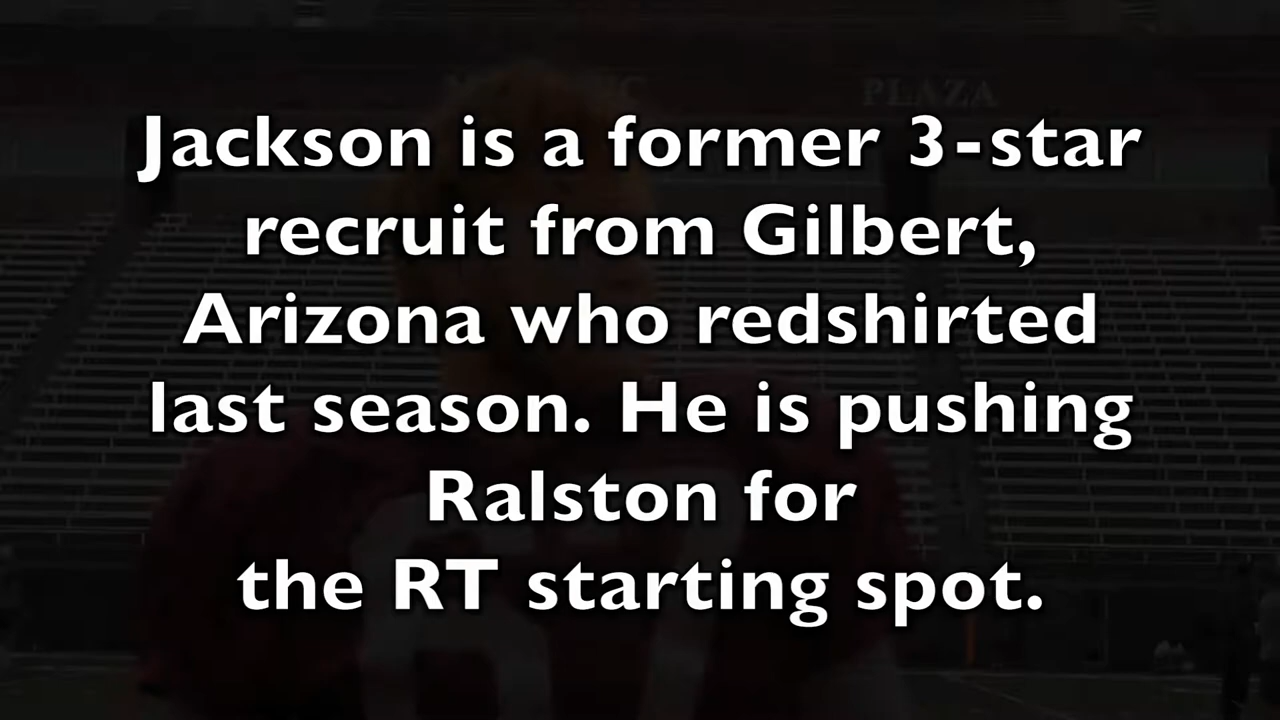 PLAZA
Jackson is a former 3-star
recruit from Gilbert,
Arizona who redshirted
last season. He is pushing
Ralston for
the RT starting spot.